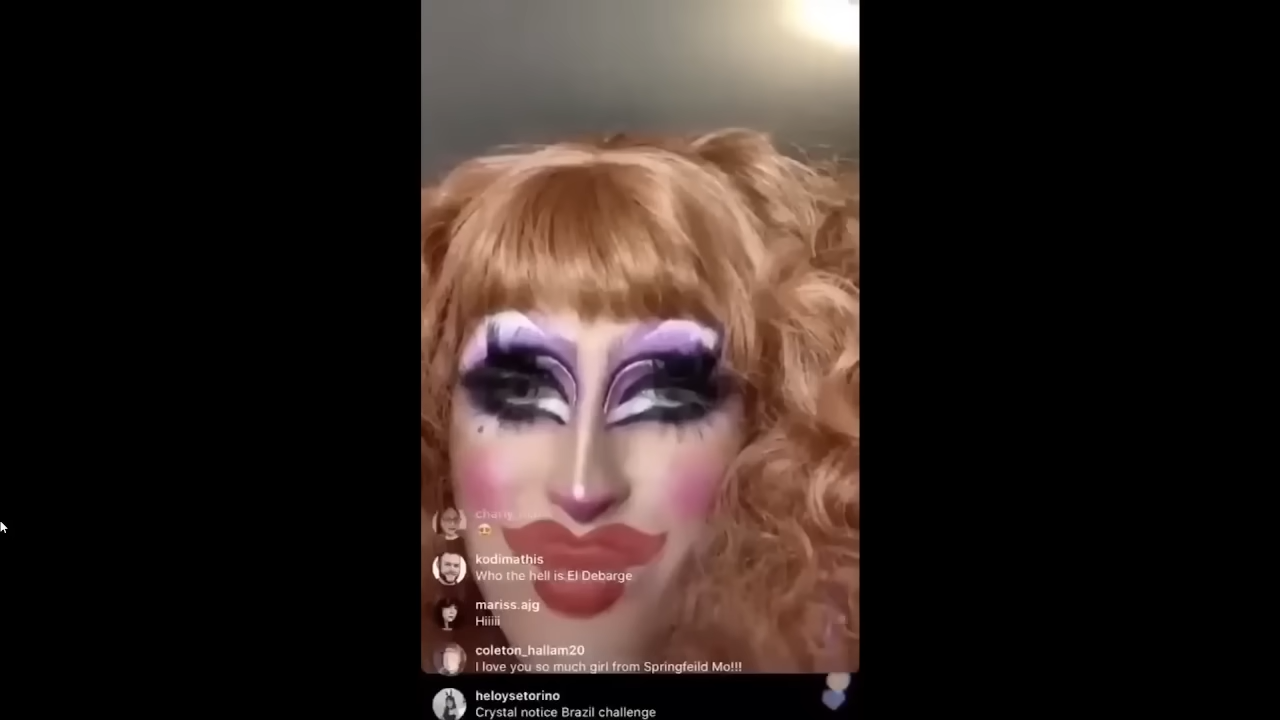 kodimathis
Who the hell is El Debarge
mariss.ajg
Hiiiii
coleton_hallam20
I love you so much girl from Springfeild Mo!!!
heloysetorino
Crystal notice Brazil challenge